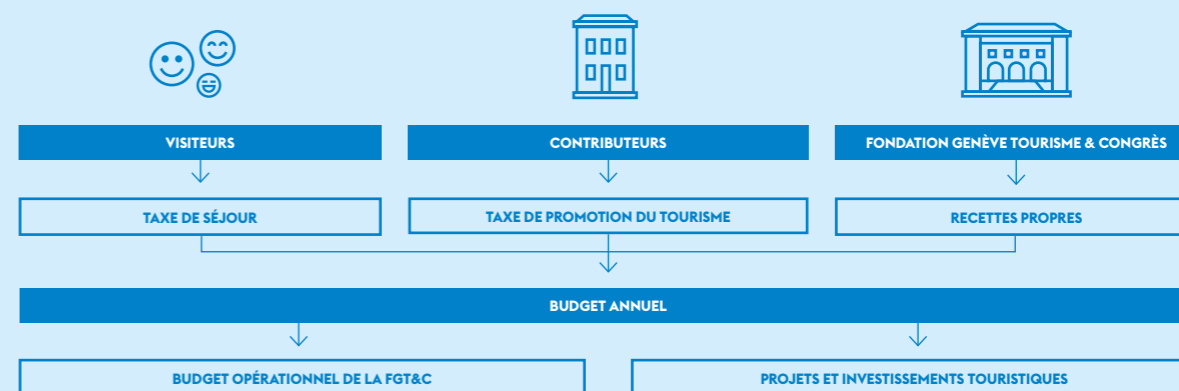 VISITEURS
CONTRIBUTEURS
FONDATION GENÈVE TOURISME & CONGRÈS
TAXE DE SÉJOUR
TAXE DE PROMOTION DU TOURISME
RECETTES PROPRES
BUDGET ANNUEL
BUDGET OPÉRATIONNEL DE LA FGT&C
PROJETS ET INVESTISSEMENTS TOURISTIQUES